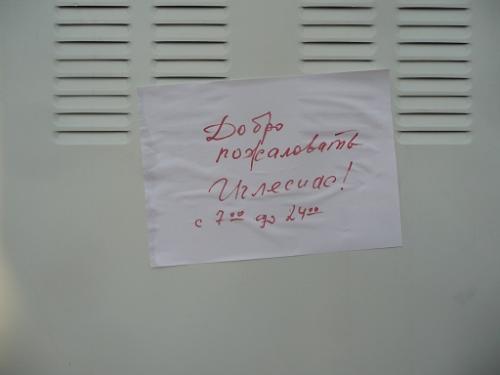 Добро
пожаловать
Иглесиас!
с 7⁰⁰ до 24⁰⁰